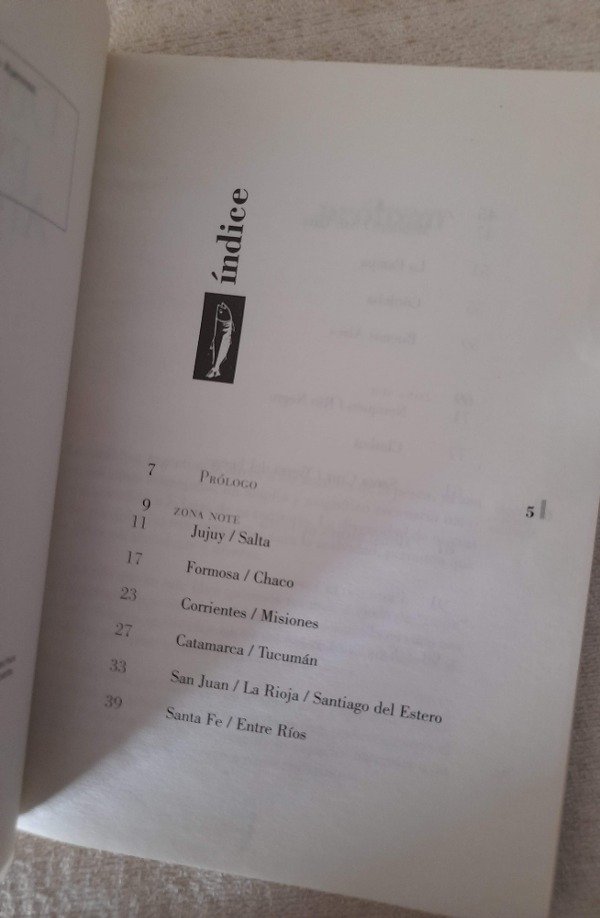 índice
7 PRÓLOGO
5
9 ZONA NOTE
11 Jujuy / Salta
17 Formosa / Chaco
23 Corrientes / Misiones
27 Catamarca / Tucumán
33 San Juan / La Rioja / Santiago del Estero
39 Santa Fe / Entre Ríos